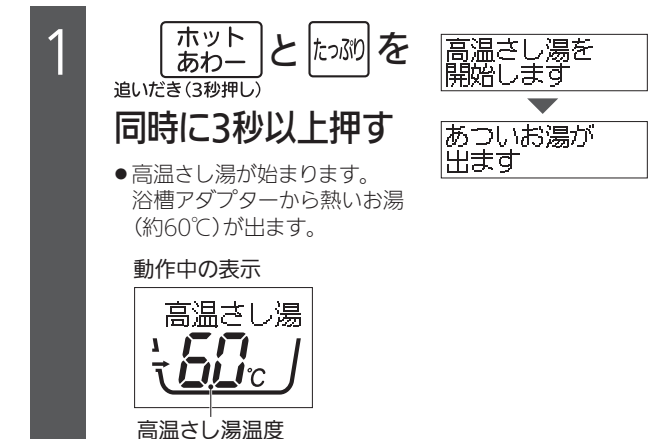 1
ホット
あわー
と
たっぷり
を
追いだき(3秒押し)
同時に3秒以上押す
●高温さし湯が始まります。
浴槽アダプターから熱いお湯
(約60℃)が出ます。
動作中の表示
高温さし湯
60℃
高温さし湯温度
高温さし湯を
開始します
あついお湯が
出ます